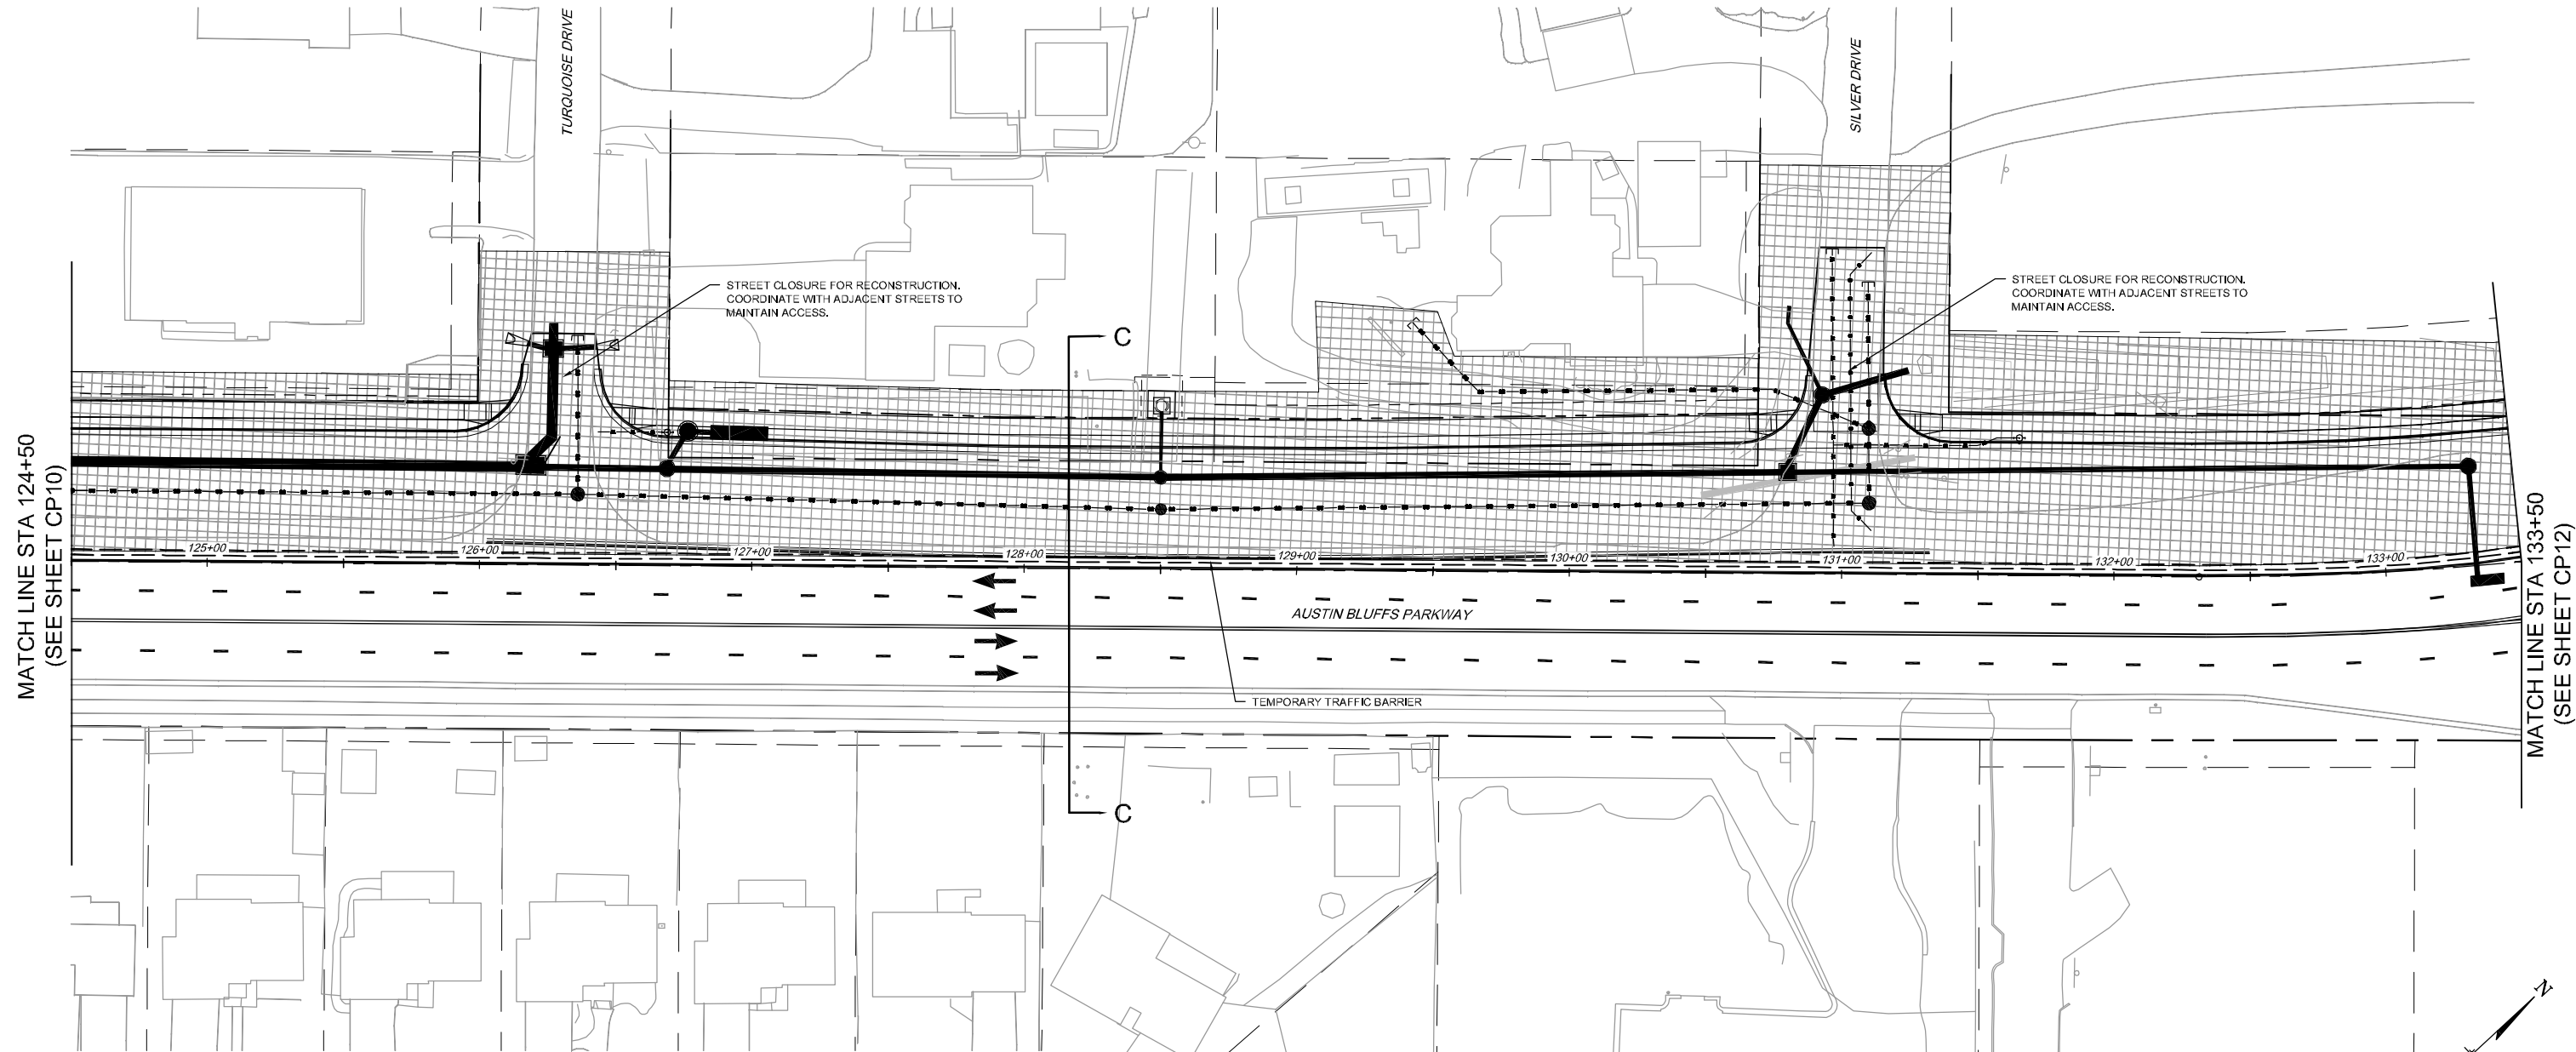 TURQUOISE DRIVE
SILVER DRIVE
STREET CLOSURE FOR RECONSTRUCTION.
COORDINATE WITH ADJACENT STREETS TO
MAINTAIN ACCESS.
STREET CLOSURE FOR RECONSTRUCTION.
COORDINATE WITH ADJACENT STREETS TO
MAINTAIN ACCESS.
C
MATCH LINE STA 124+50
(SEE SHEET CP10)
125+00
126+00
127+00
128+00
129+00
130+00
131+00
132+00
133+00
AUSTIN BLUFFS PARKWAY
MATCH LINE STA 133+50
(SEE SHEET CP12)
TEMPORARY TRAFFIC BARRIER
C
N